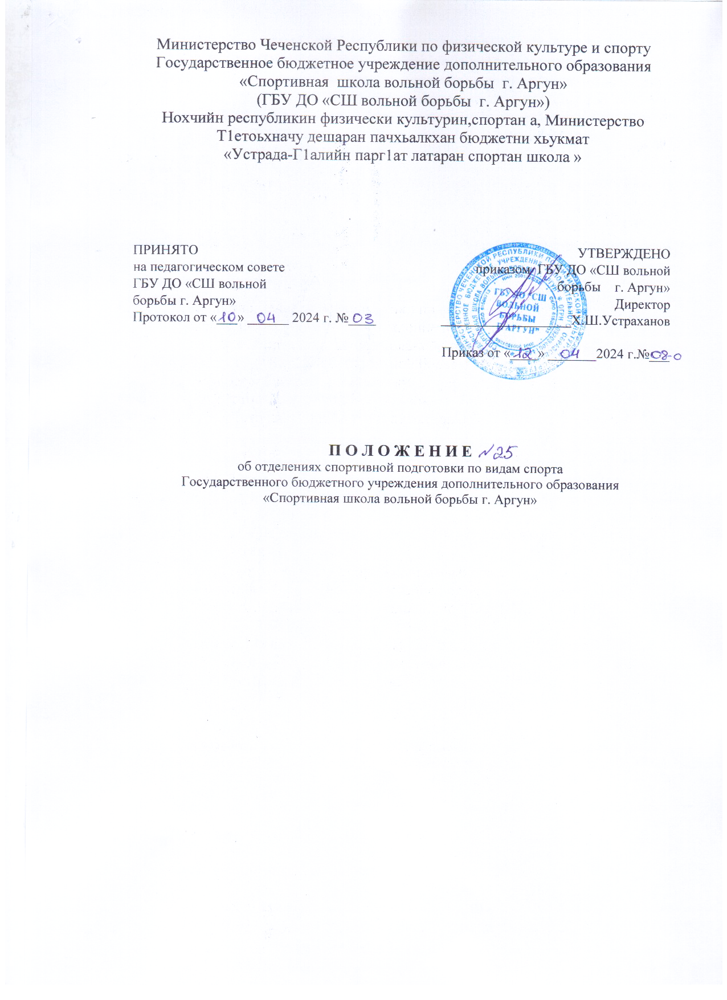 Министерство Чеченской Республики по физической культуре и спорту
Государственное бюджетное учреждение дополнительного образования
«Спортивная школа вольной борьбы г. Аргун»
(ГБУ ДО «СШ вольной борьбы г. Аргун»)
Нохчийн республикин физически культурин,спортан а, Министерство
Т1етоьхначу дешаран пачхьалкхан бюджетни хьукмат
«Устрада-Г1алийн парг1ат латаран спортан школа »
ПРИНЯТО
на педагогическом совете
ГБУ ДО «СШ вольной
борьбы г. Аргун»
Протокол от «10» 04 2024 г. № 03
УТВЕРЖДЕНО
приказом ГБУ ДО «СШ вольной
борьбы г. Аргун»
Директор
Х.Ш.Устраханов
Приказ от «12» 04 2024 г.№08-о
ГБУ ДО "СШ
ВОЛЬНОЙ
БОРЬБЫ
Г. АРГУН"
П О Л О Ж Е Н И Е №25
об отделениях спортивной подготовки по видам спорта
Государственного бюджетного учреждения дополнительного образования
«Спортивная школа вольной борьбы г. Аргун»